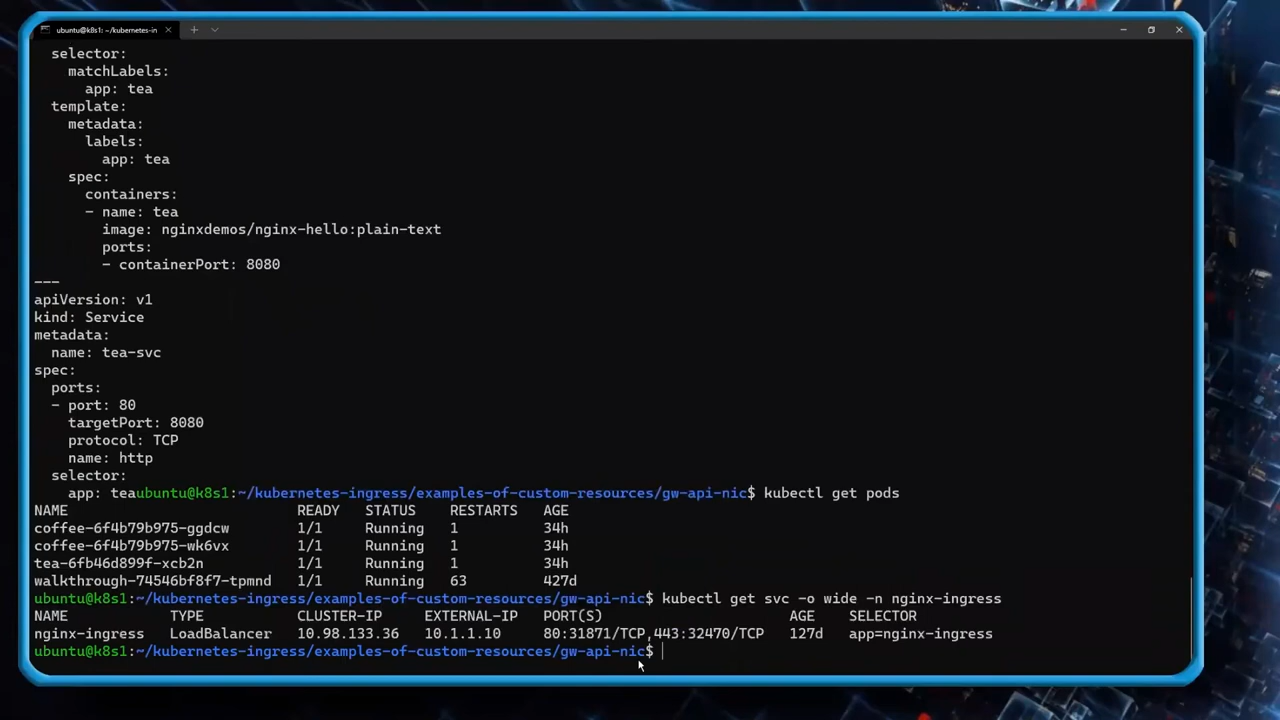 ubuntu@k8s1: ~/kubernetes-in
selector:
matchLabels:
app: tea
template:
metadata:
labels:
app: tea
spec:
containers:
- name: tea
image: nginxdemos/nginx-hello:plain-text
ports:
- containerPort: 8080
---
apiVersion: v1
kind: Service
metadata:
name: tea-svc
spec:
ports:
- port: 80
targetPort: 8080
protocol: TCP
name: http
selector:
app: teaubuntu@k8s1:~/kubernetes-ingress/examples-of-custom-resources/gw-api-nic$ kubectl get pods
NAME READY STATUS RESTARTS AGE
coffee-6f4b79b975-ggdcw 1/1 Running 1 34h
coffee-6f4b79b975-wk6vx 1/1 Running 1 34h
tea-6fb46d899f-xcb2n 1/1 Running 1 34h
walkthrough-74546bf8f7-tpmnd 1/1 Running 63 427d
ubuntu@k8s1:~/kubernetes-ingress/examples-of-custom-resources/gw-api-nic$ kubectl get svc -o wide -n nginx-ingress
NAME TYPE CLUSTER-IP EXTERNAL-IP PORT(S) AGE SELECTOR
nginx-ingress LoadBalancer 10.98.133.36 10.1.1.10 80:31871/TCP,443:32470/TCP 127d app=nginx-ingress
ubuntu@k8s1:~/kubernetes-ingress/examples-of-custom-resources/gw-api-nic$